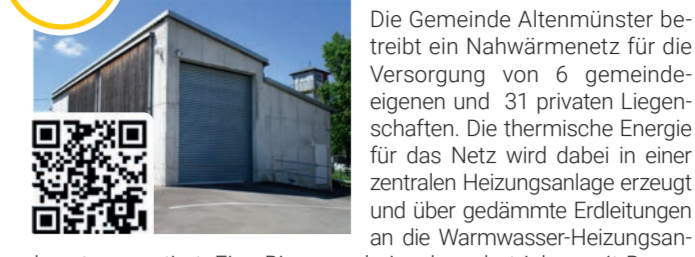 Die Gemeinde Altenmünster be-
treibt ein Nahwärmenetz für die
Versorgung von 6 gemeinde-
eigenen und 31 privaten Liegen-
schaften. Die thermische Energie
für das Netz wird dabei in einer
zentralen Heizungsanlage erzeugt
und über gedämmte Erdleitungen
an die Warmwasser-Heizungsan-